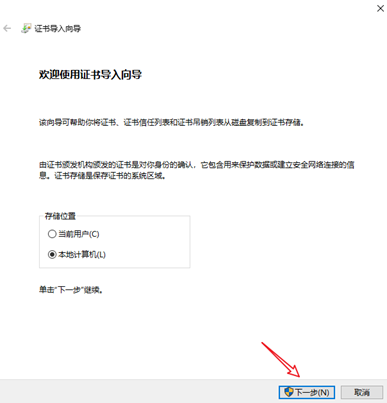 证书导入向导
欢迎使用证书导入向导
该向导可帮助你将证书、证书信任列表和证书吊销列表从磁盘复制到证书存储。
由证书颁发机构颁发的证书是对你身份的确认，它包含用来保护数据或建立安全网络连接的信
息。证书存储是保存证书的系统区域。
存储位置
当前用户(C)
本地计算机(L)
单击"下一步"继续。
下一步(N)
取消